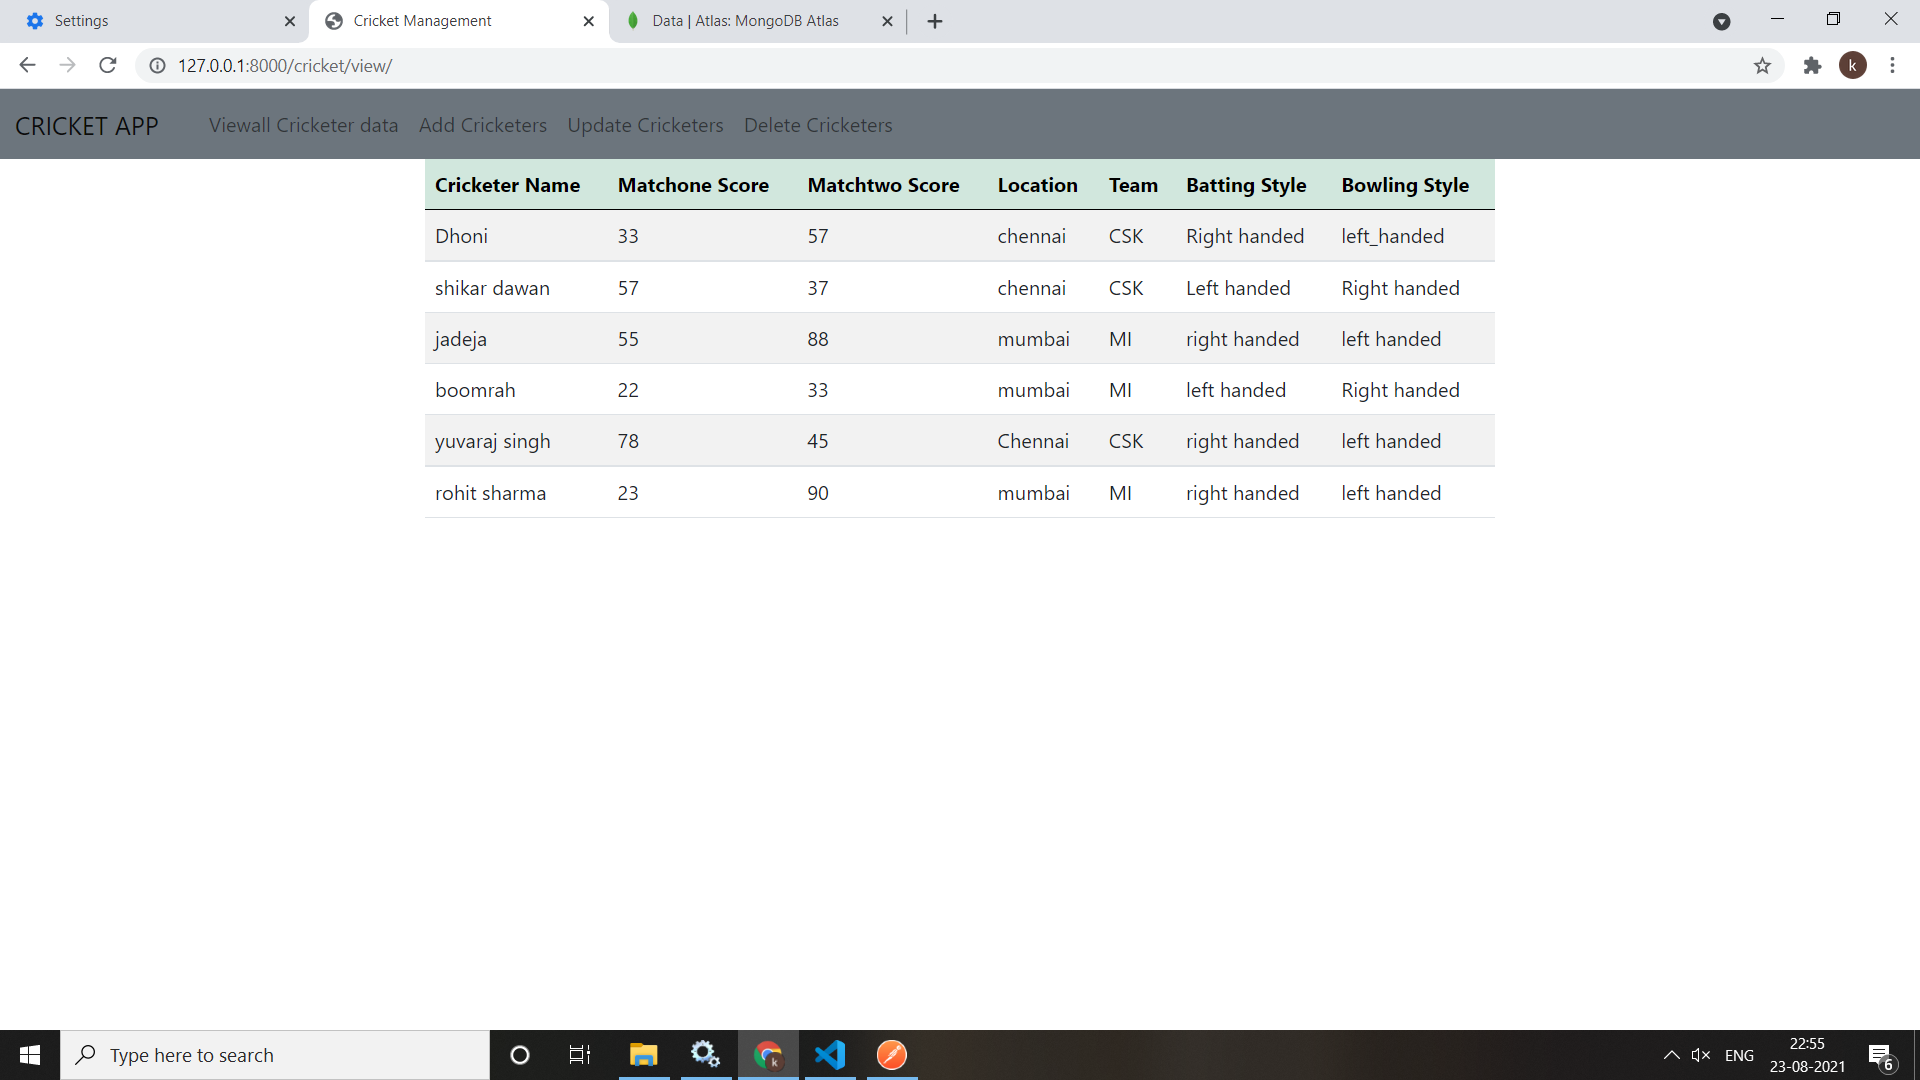 Settings
Cricket Management
Data | Atlas: MongoDB Atlas
127.0.0.1:8000/cricket/view/
k
CRICKET APP Viewall Cricketer data Add Cricketers Update Cricketers Delete Cricketers
Cricketer Name Matchone Score Matchtwo Score Location Team Batting Style Bowling Style
Dhoni 33 57 chennai CSK Right handed left_handed
shikar dawan 57 37 chennai CSK Left handed Right handed
jadeja 55 88 mumbai MI right handed left handed
boomrah 22 33 mumbai MI left handed Right handed
yuvaraj singh 78 45 Chennai CSK right handed left handed
rohit sharma 23 90 mumbai MI right handed left handed
Type here to search
k
ENG
22:55
23-08-2021
6